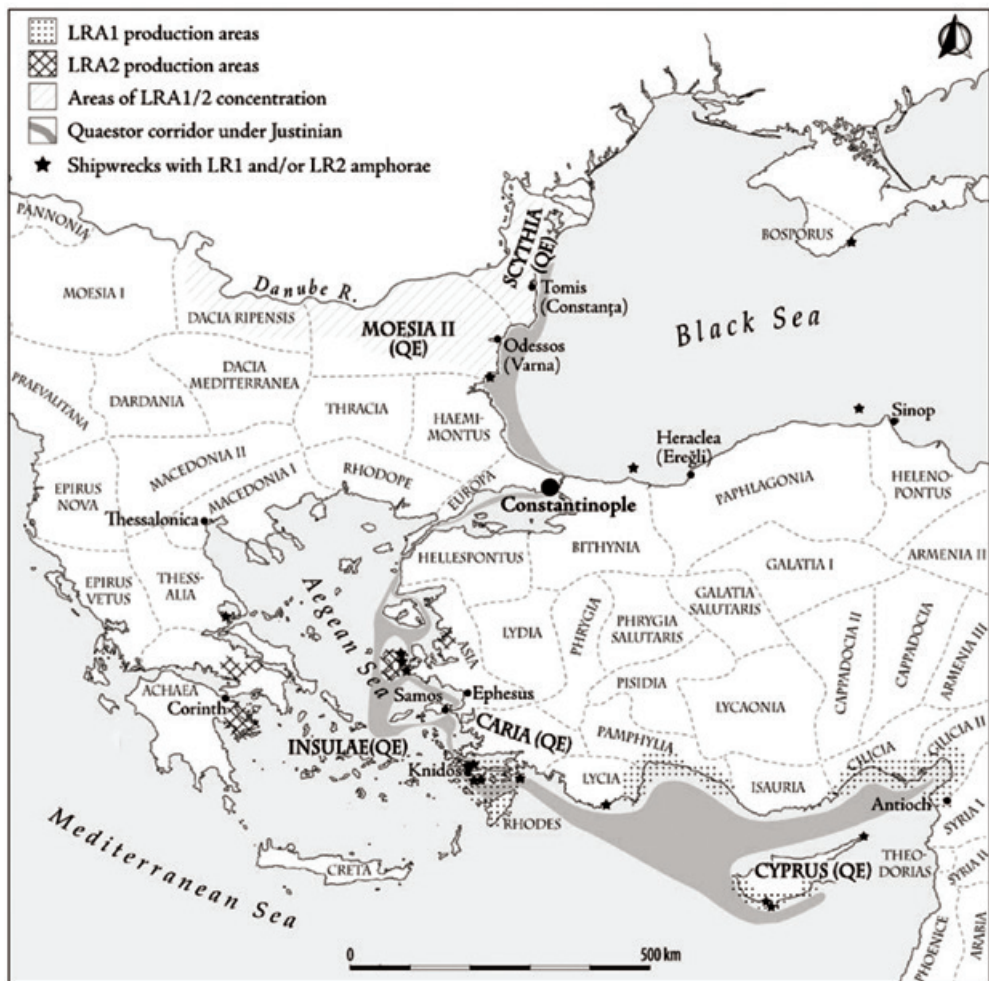 LRA1 production areas
LRA2 production areas
Areas of LRA1/2 concentration
Quaestor corridor under Justinian
Shipwrecks with LR1 and/or LR2 amphorae
PANNONIA
MOESIA I
Danube R.
DACIA RIPENSIS
MOESIA II
(QE)
SCYTHIA
(QE)
Tomis
(Constanţa)
Odessos
(Varna)
BOSPORUS
Black Sea
PRAEVALITANA
DARDANIA
DACIA
MEDITERRANEA
THRACIA
HAEMI-
MONTUS
Sinop
Heraclea
(Ereğli)
EPIRUS
NOVA
MACEDONIA II
MACEDONIA I
RHODOPE
EUROPA
Constantinople
PAPHLAGONIA
HELENO-
PONTUS
Thessalonica
HELLESPONTUS
BITHYNIA
GALATIA I
ARMENIA II
EPIRUS
VETUS
THESS-
ALIA
Aegean Sea
ASIA
LYDIA
PHRYGIA
PHRYGIA
SALUTARIS
GALATIA
SALUTARIS
CAPPADOCIA II
CAPPADOCIA
ARMENIA III
ACHAEA
Corinth
Samos
Ephesus
PISIDIA
LYCAONIA
INSULAE(QE)
CARIA (QE)
PAMPHYLIA
CILICIA
CILICIA II
Knidos
LYCIA
ISAURIA
Antioch
RHODES
SYRIA I
Mediterranean Sea
CRETA
CYPRUS (QE)
THEO-
DORIAS
SYRIA II
PHOENICE
ARABIA
0
500 km